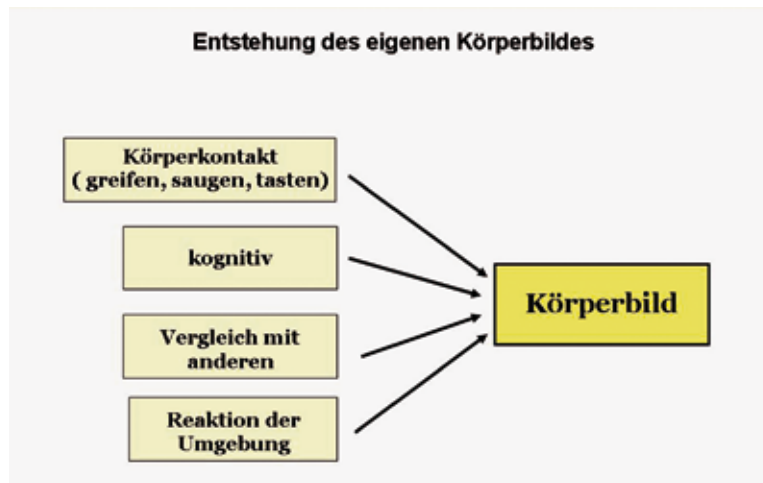 Entstehung des eigenen Körperbildes
Körperkontakt
( greifen, saugen, tasten)
kognitiv
Vergleich mit
anderen
Reaktion der
Umgebung
Körperbild